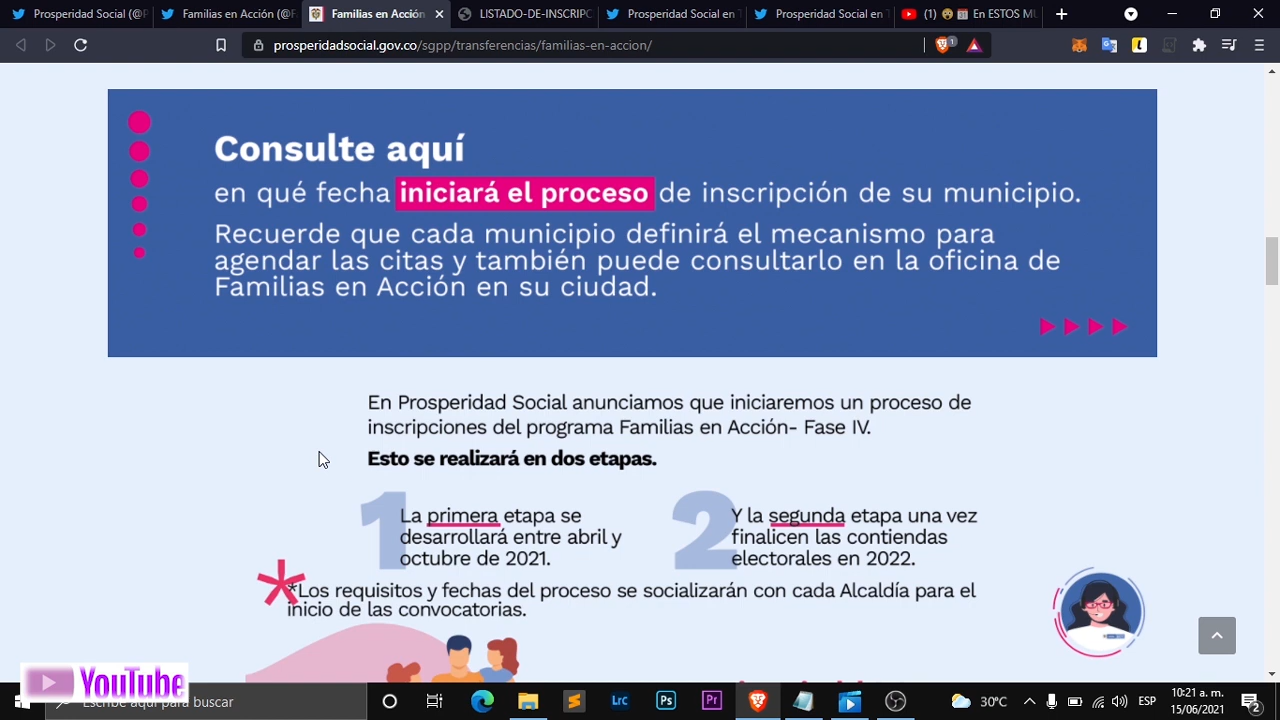 Prosperidad Social (@P
Familias en Acción (@F
Familias en Acción
LISTADO-DE-INSCRIPC
Prosperidad Social en T
Prosperidad Social en T
(1) En ESTOS MU
prosperidadsocial.gov.co/sgpp/transferencias/familias-en-accion/
1
Consulte aquí
en qué fecha iniciará el proceso de inscripción de su municipio.
Recuerde que cada municipio definirá el mecanismo para
agendar las citas y también puede consultarlo en la oficina de
Familias en Acción en su ciudad.
En Prosperidad Social anunciamos que iniciaremos un proceso de
inscripciones del programa Familias en Acción- Fase IV.
Esto se realizará en dos etapas.
1 La primera etapa se
desarrollará entre abril y
octubre de 2021.
2 Y la segunda etapa una vez
finalicen las contiendas
electorales en 2022.
*Los requisitos y fechas del proceso se socializarán con cada Alcaldía para el
inicio de las convocatorias.
YouTube
Escribe aquí para buscar
Lrc
Ps
Pr
30°C
ESP
10:21 a. m.
15/06/2021
2